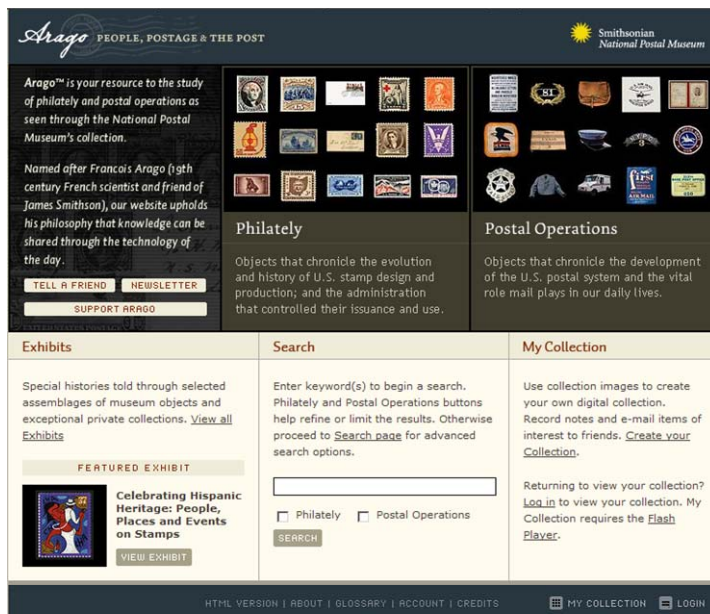 Arago PEOPLE, POSTAGE & THE POST
Smithsonian
National Postal Museum
Arago™ is your resource to the study
of philately and postal operations as
seen through the National Postal
Museum's collection.
Named after Francois Arago (19th
century French scientist and friend of
James Smithson), our website upholds
his philosophy that knowledge can be
shared through the technology of
the day.
TELL A FRIEND
NEWSLETTER
SUPPORT ARAGO
Philately
Objects that chronicle the evolution
and history of U.S. stamp design and
production; and the administration
that controlled their issuance and use.
Postal Operations
Objects that chronicle the development
of the U.S. postal system and the vital
role mail plays in our daily lives.
Exhibits
Special histories told through selected
assemblages of museum objects and
exceptional private collections. View all
Exhibits
FEATURED EXHIBIT
Celebrating Hispanic
Heritage: People,
Places and Events
on Stamps
VIEW EXHIBIT
Search
Enter keyword(s) to begin a search.
Philately and Postal Operations buttons
help refine or limit the results. Otherwise
proceed to Search page for advanced
search options.
Philately
Postal Operations
SEARCH
My Collection
Use collection images to create
your own digital collection.
Record notes and e-mail items of
interest to friends. Create your
Collection.
Returning to view your collection?
Log in to view your collection. My
Collection requires the Flash
Player.
HTML VERSION | ABOUT | GLOSSARY | ACCOUNT | CREDITS
MY COLLECTION
LOGIN